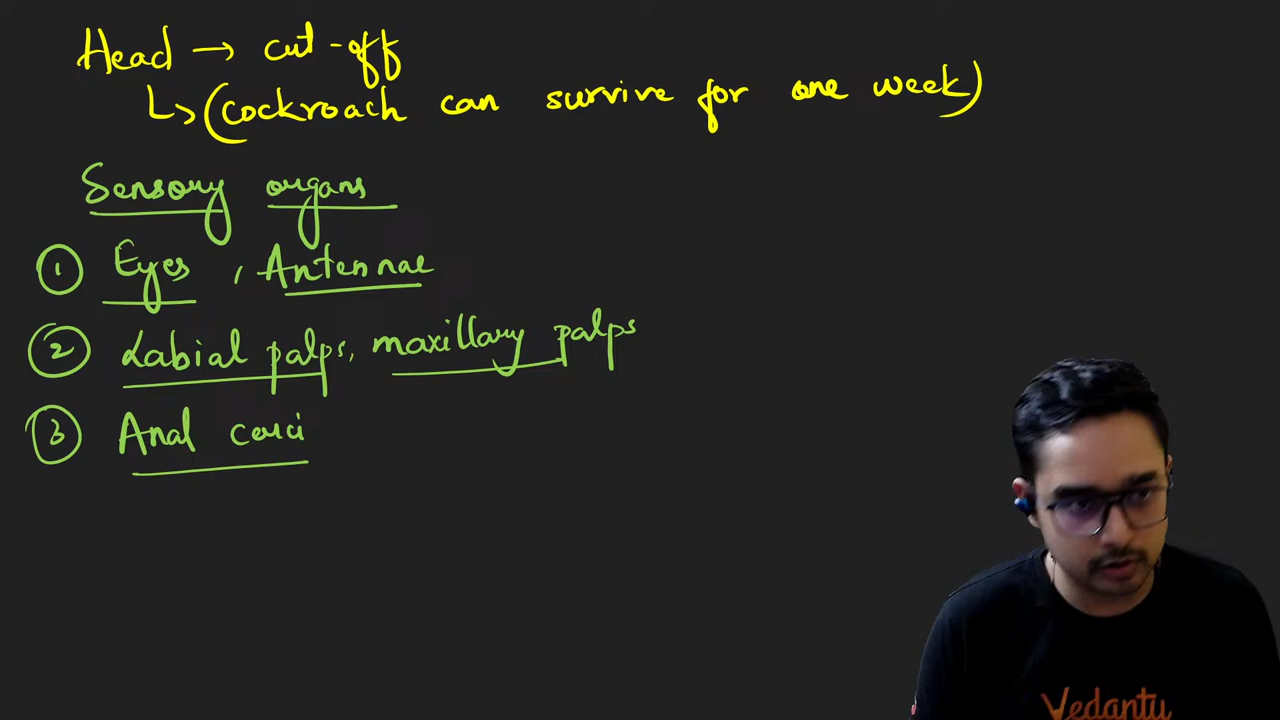 Head → cut-off
↳ (cockroach can survive for one week)
Sensory organs
① Eyes, Antennae
② Labial palps, maxillary palps
③ Anal cerci
Vedantu